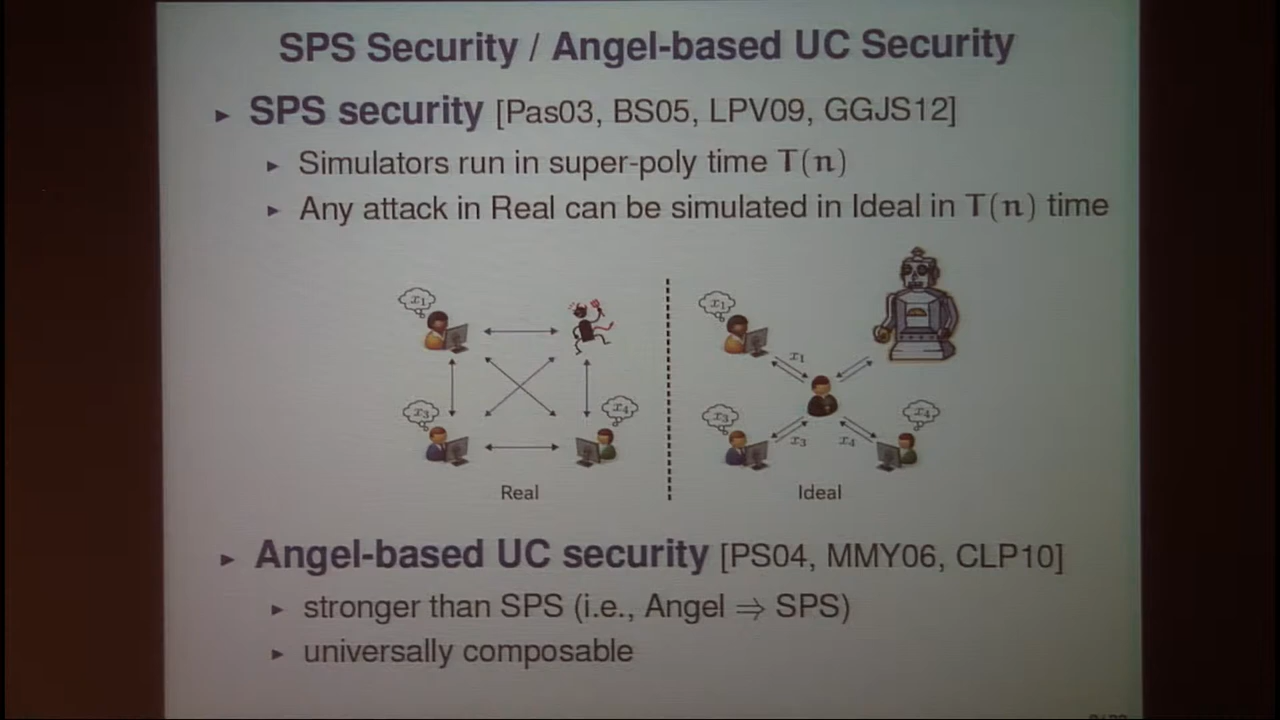 SPS Security / Angel-based UC Security
► SPS security [Pas03, BS05, LPV09, GGJS12]
► Simulators run in super-poly time T(n)
► Any attack in Real can be simulated in Ideal in T(n) time
x₁
x₁
x₁
x₃
x₄
x₃
x₄
x₃
x₄
Real
Ideal
► Angel-based UC security [PS04, MMY06, CLP10]
► stronger than SPS (i.e., Angel ⇒ SPS)
► universally composable